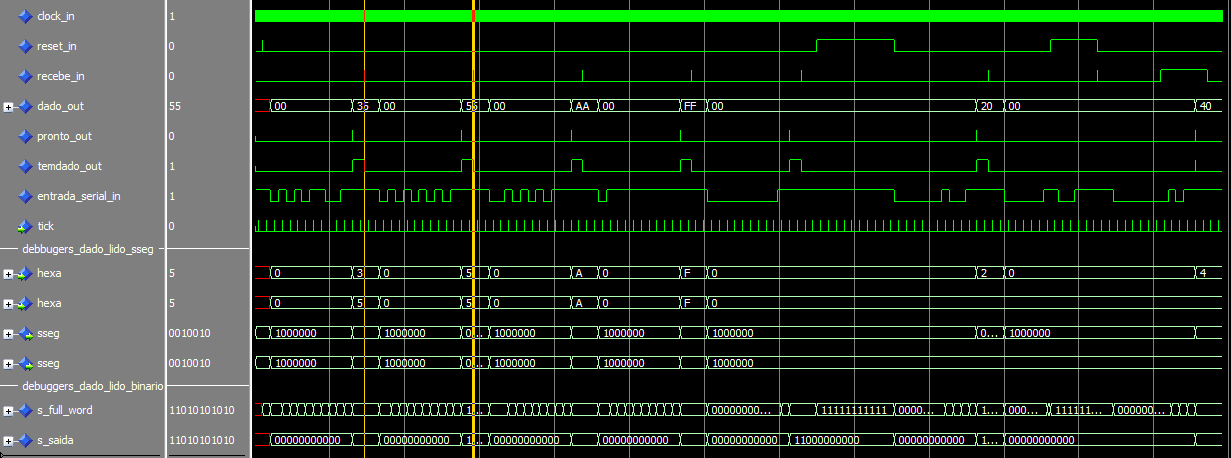 clock_in 1
reset_in 0
recebe_in 0
dado_out 55 00 35 00 55 00 AA 00 FF 00 20 00 40
pronto_out 0
temdado_out 1
entrada_serial_in 1
tick 0
debbugers_dado_lido_sseg
hexa 5 0 3 0 5 0 A 0 F 0 2 0 4
hexa 5 0 5 0 5 0 A 0 F 0
sseg 0010010 1000000 1000000 0... 1000000 1000000 1000000 0... 1000000
sseg 0010010 1000000 1000000 0... 1000000 1000000 1000000
debuggers_dado_lido_binario
s_full_word 11010101010 1... 00000000... 11111111111 0000... 1... 000... 111111... 000000...
s_saida 11010101010 00000000000 00000000000 1... 00000000000 00000000000 00000000000 11000000000 00000000000 1... 00000000000